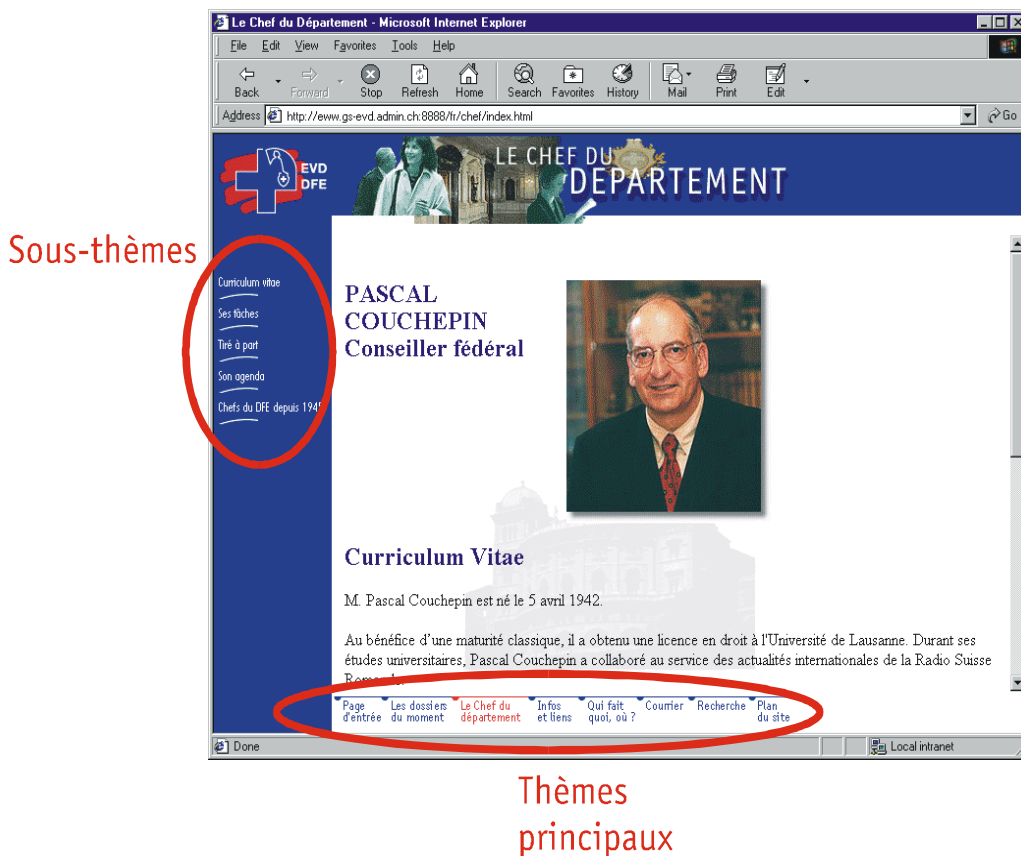 Le Chef du Département - Microsoft Internet Explorer
File Edit View Favorites Tools Help
Back Forward Stop Refresh Home Search Favorites History Mail Print Edit
Address http://eww.gs-evd.admin.ch:8888/fr/chef/index.html Go
EVD
DFE
LE CHEF DU
DEPARTEMENT
Sous-thèmes
Curriculum vitae
Ses tâches
Tiré à part
Son agenda
Chefs du DFE depuis 1945
PASCAL
COUCHEPIN
Conseiller fédéral
Curriculum Vitae
M. Pascal Couchepin est né le 5 avril 1942.
Au bénéfice d'une maturité classique, il a obtenu une licence en droit à l'Université de Lausanne. Durant ses
études universitaires, Pascal Couchepin a collaboré au service des actualités internationales de la Radio Suisse
Romande.
Page Les dossiers Le Chef du Infos Qui fait Courrier Recherche Plan
d'entrée du moment département et liens quoi, où ? du site
Done Local intranet
Thèmes
principaux